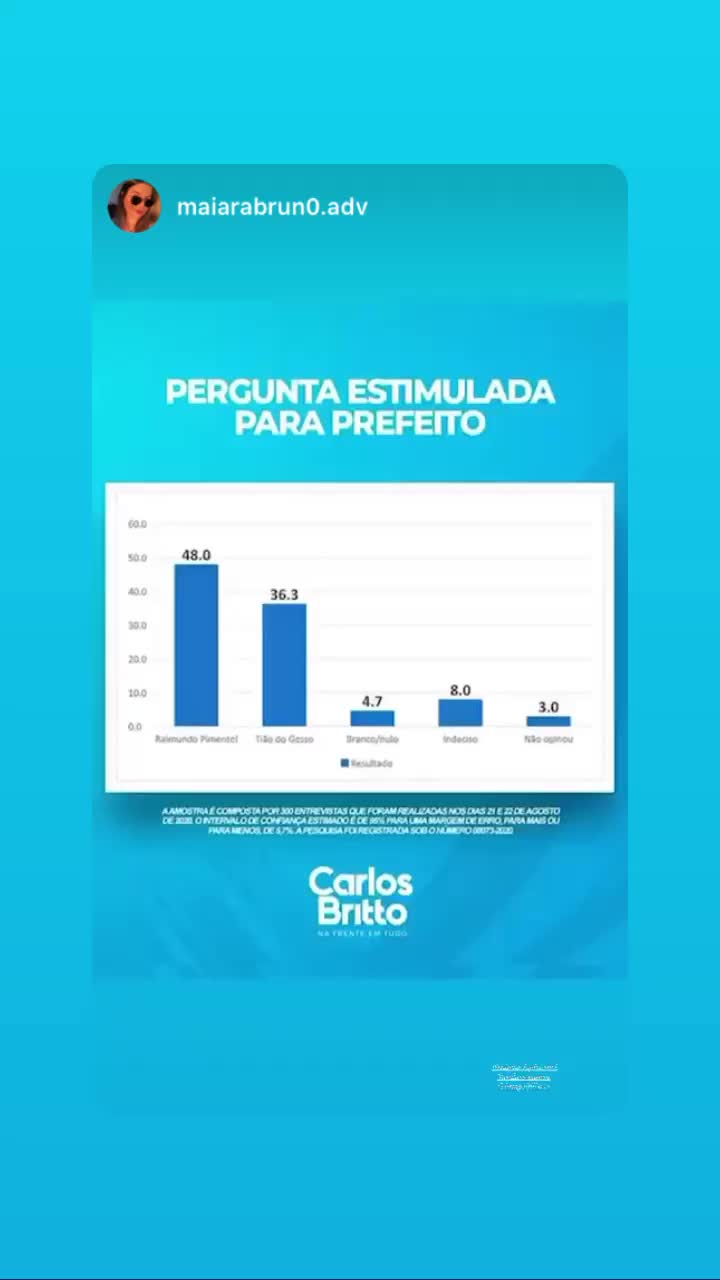 maiarabrun0.adv
PERGUNTA ESTIMULADA
PARA PREFEITO
60.0
50.0
40.0
30.0
20.0
10.0
0.0
48.0
36.3
4.7
8.0
3.0
Raimundo Pimentel
Tião do Gesso
Branco/nulo
Indeciso
Não opinou
Resultado
A AMOSTRA É COMPOSTA POR 300 ENTREVISTAS QUE FORAM REALIZADAS NOS DIAS 21 E 22 DE AGOSTO
DE 2020. O INTERVALO DE CONFIANÇA ESTIMADO É DE 95% PARA UMA MARGEM DE ERRO, PARA MAIS OU
PARA MENOS, DE 5,7%. A PESQUISA FOI REGISTRADA SOB O NÚMERO
Carlos
Britto
NA FRENTE EM TUDO